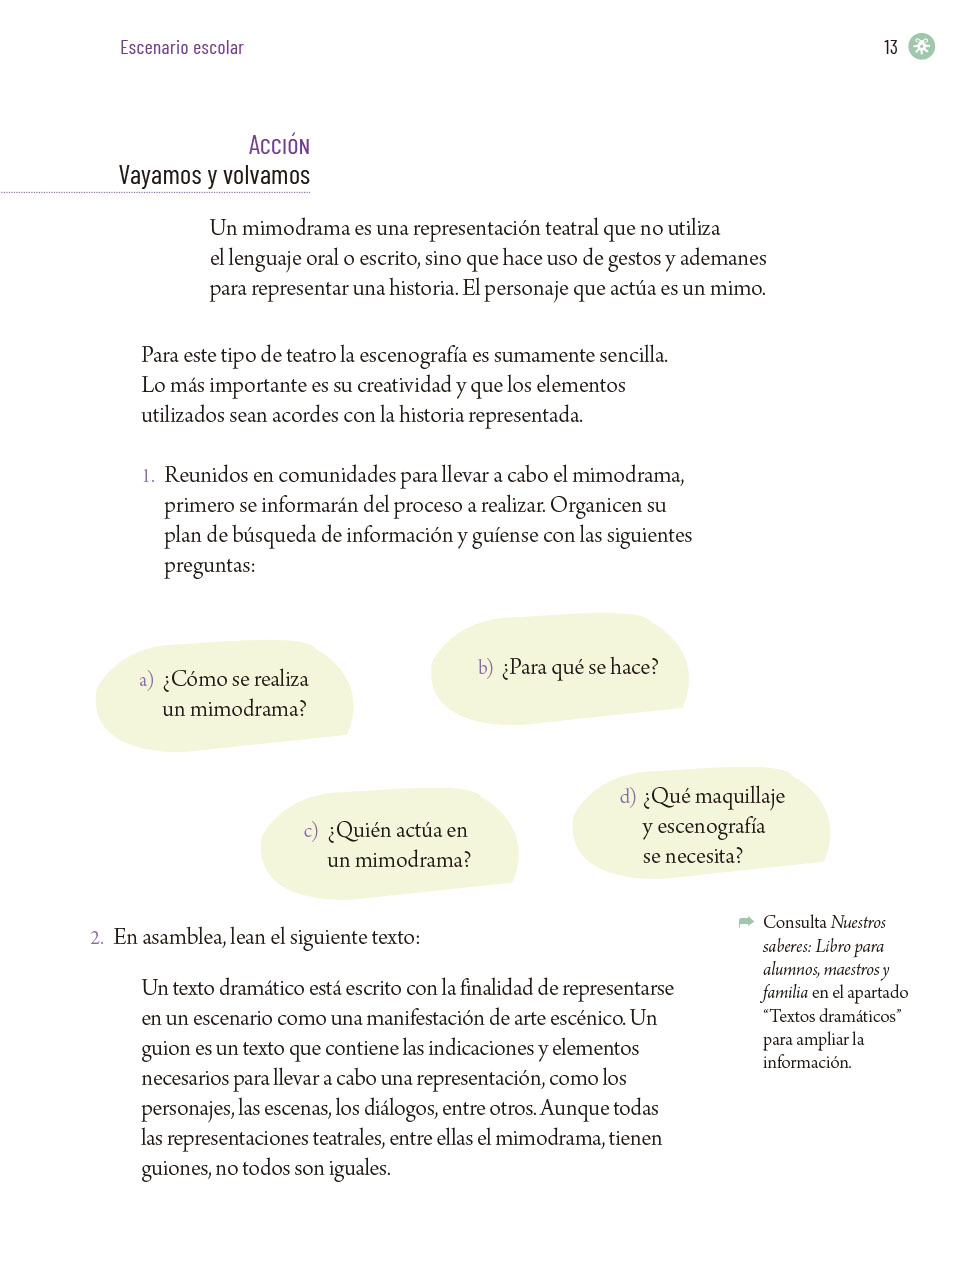 Escenario escolar
13
Acción
Vayamos y volvamos
Un mimodrama es una representación teatral que no utiliza
el lenguaje oral o escrito, sino que hace uso de gestos y ademanes
para representar una historia. El personaje que actúa es un mimo.
Para este tipo de teatro la escenografía es sumamente sencilla.
Lo más importante es su creatividad y que los elementos
utilizados sean acordes con la historia representada.
1. Reunidos en comunidades para llevar a cabo el mimodrama,
primero se informarán del proceso a realizar. Organicen su
plan de búsqueda de información y guíense con las siguientes
preguntas:
a) ¿Cómo se realiza
un mimodrama?
b) ¿Para qué se hace?
c) ¿Quién actúa en
un mimodrama?
d) ¿Qué maquillaje
y escenografía
se necesita?
2. En asamblea, lean el siguiente texto:
Un texto dramático está escrito con la finalidad de representarse
en un escenario como una manifestación de arte escénico. Un
guion es un texto que contiene las indicaciones y elementos
necesarios para llevar a cabo una representación, como los
personajes, las escenas, los diálogos, entre otros. Aunque todas
las representaciones teatrales, entre ellas el mimodrama, tienen
guiones, no todos son iguales.
Consulta Nuestros
saberes: Libro para
alumnos, maestros y
familia en el apartado
“Textos dramáticos”
para ampliar la
información.